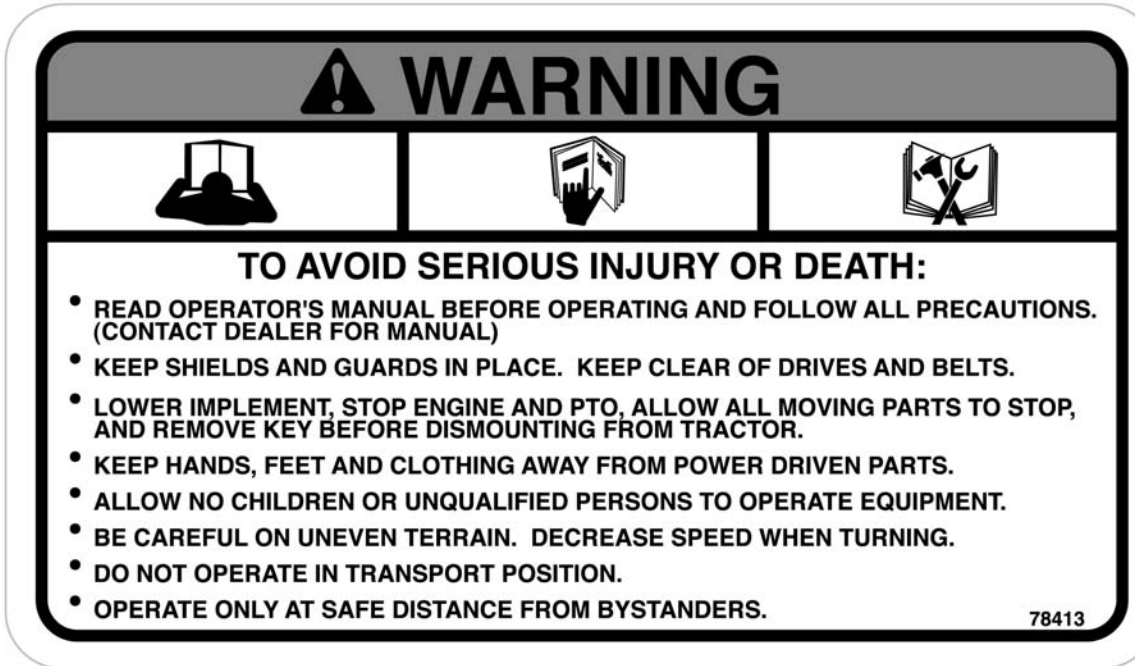 WARNING
TO AVOID SERIOUS INJURY OR DEATH:
• READ OPERATOR'S MANUAL BEFORE OPERATING AND FOLLOW ALL PRECAUTIONS.
(CONTACT DEALER FOR MANUAL)
• KEEP SHIELDS AND GUARDS IN PLACE.  KEEP CLEAR OF DRIVES AND BELTS.
• LOWER IMPLEMENT, STOP ENGINE AND PTO, ALLOW ALL MOVING PARTS TO STOP,
AND REMOVE KEY BEFORE DISMOUNTING FROM TRACTOR.
• KEEP HANDS, FEET AND CLOTHING AWAY FROM POWER DRIVEN PARTS.
• ALLOW NO CHILDREN OR UNQUALIFIED PERSONS TO OPERATE EQUIPMENT.
• BE CAREFUL ON UNEVEN TERRAIN.  DECREASE SPEED WHEN TURNING.
• DO NOT OPERATE IN TRANSPORT POSITION.
• OPERATE ONLY AT SAFE DISTANCE FROM BYSTANDERS.
78413